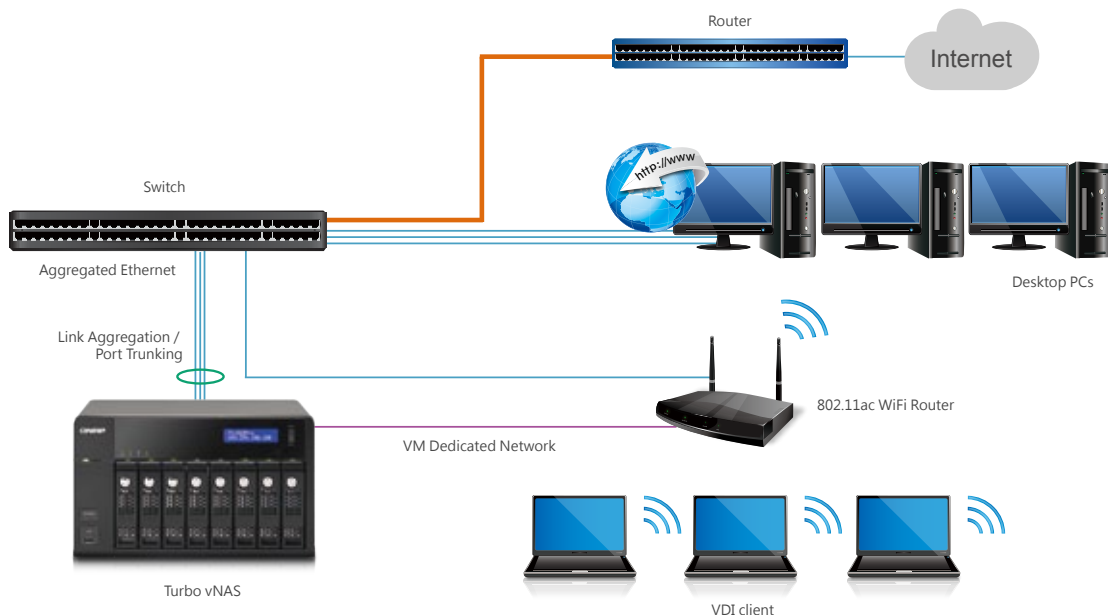 Router
Internet
http://www
Switch
Aggregated Ethernet
Desktop PCs
Link Aggregation /
Port Trunking
802.11ac WiFi Router
VM Dedicated Network
QNAP
Turbo vNAS
VDI client